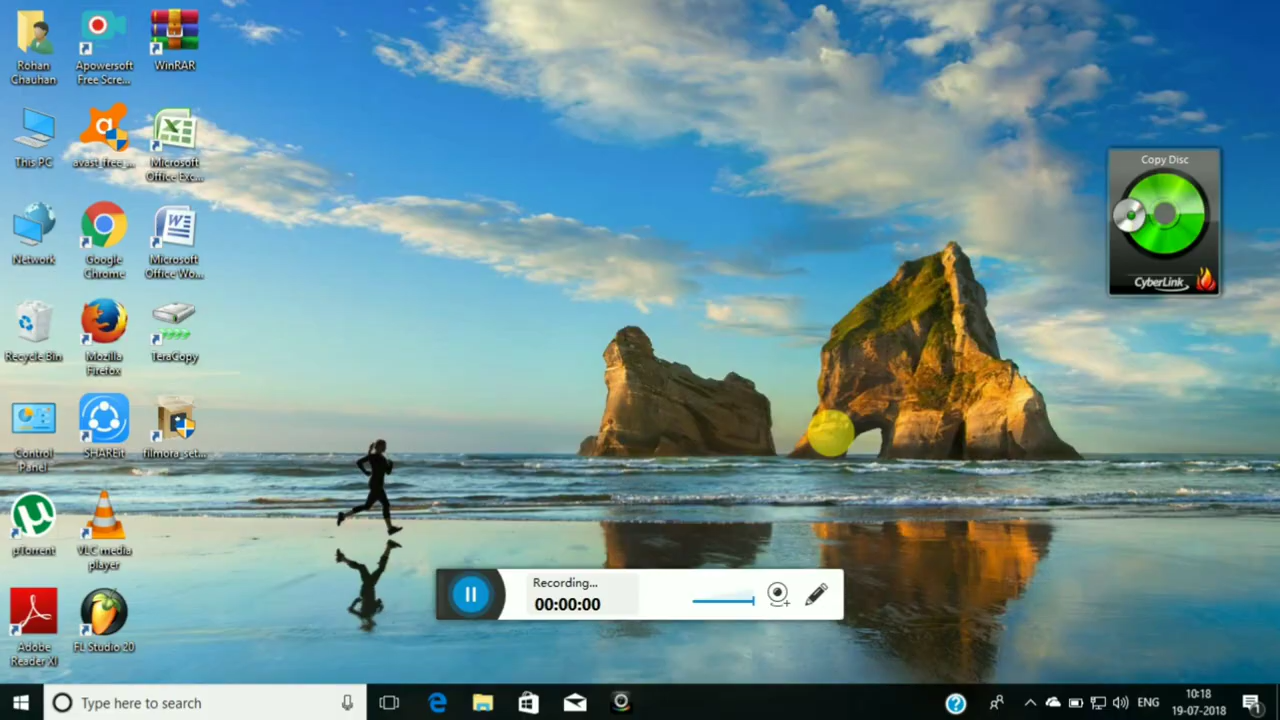 Rohan
Chauhan
Apowersoft
Free Scre...
WinRAR
This PC
avast_free_...
Microsoft
Office Exc...
Network
Google
Chrome
Microsoft
Office Wo...
Recycle Bin
Mozilla
Firefox
TeraCopy
Control
Panel
SHAREit
filmora_set...
µTorrent
VLC media
player
Adobe
Reader XI
FL Studio 20
Copy Disc
CyberLink
Recording...
00:00:00
Type here to search
ENG
10:18
19-07-2018
1